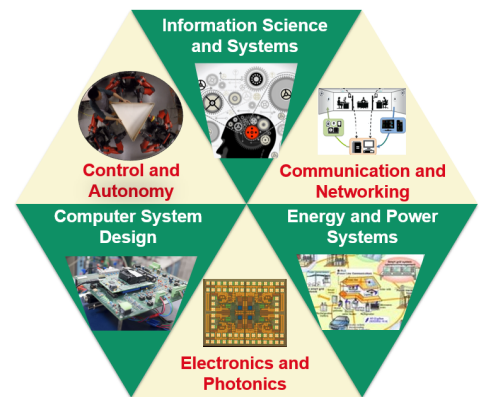 Information Science
and Systems
Control and
Autonomy
Communication and
Networking
Computer System
Design
Energy and Power
Systems
Electronics and
Photonics